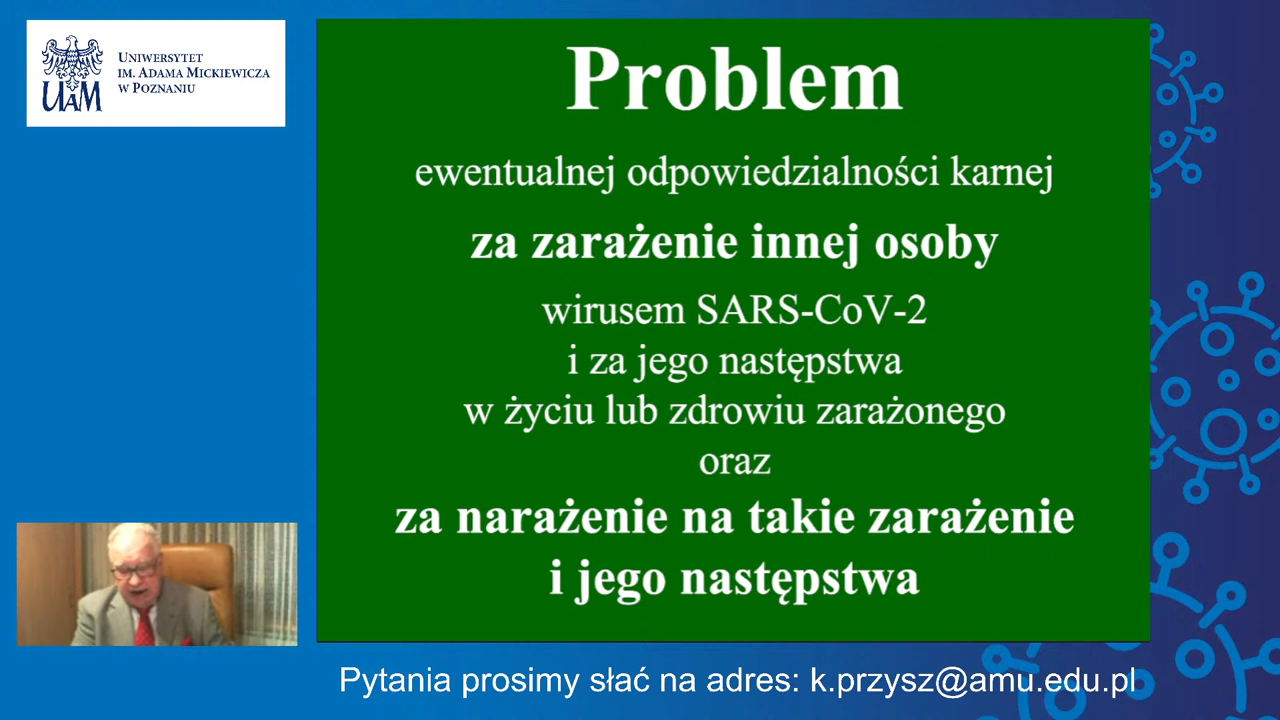 UNIWERSYTET
IM. ADAMA MICKIEWICZA
W POZNANIU
UAM
Problem
ewentualnej odpowiedzialności karnej
za zarażenie innej osoby
wirusem SARS-CoV-2
i za jego następstwa
w życiu lub zdrowiu zarażonego
oraz
za narażenie na takie zarażenie
i jego następstwa
Pytania prosimy słać na adres: k.przysz@amu.edu.pl